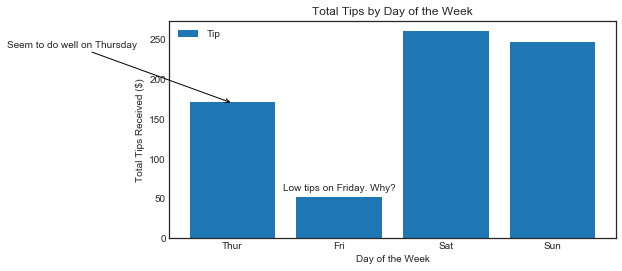 Total Tips by Day of the Week
Tip
Seem to do well on Thursday
250
200
150
100
50
0
Total Tips Received ($)
Low tips on Friday. Why?
Thur
Fri
Sat
Sun
Day of the Week